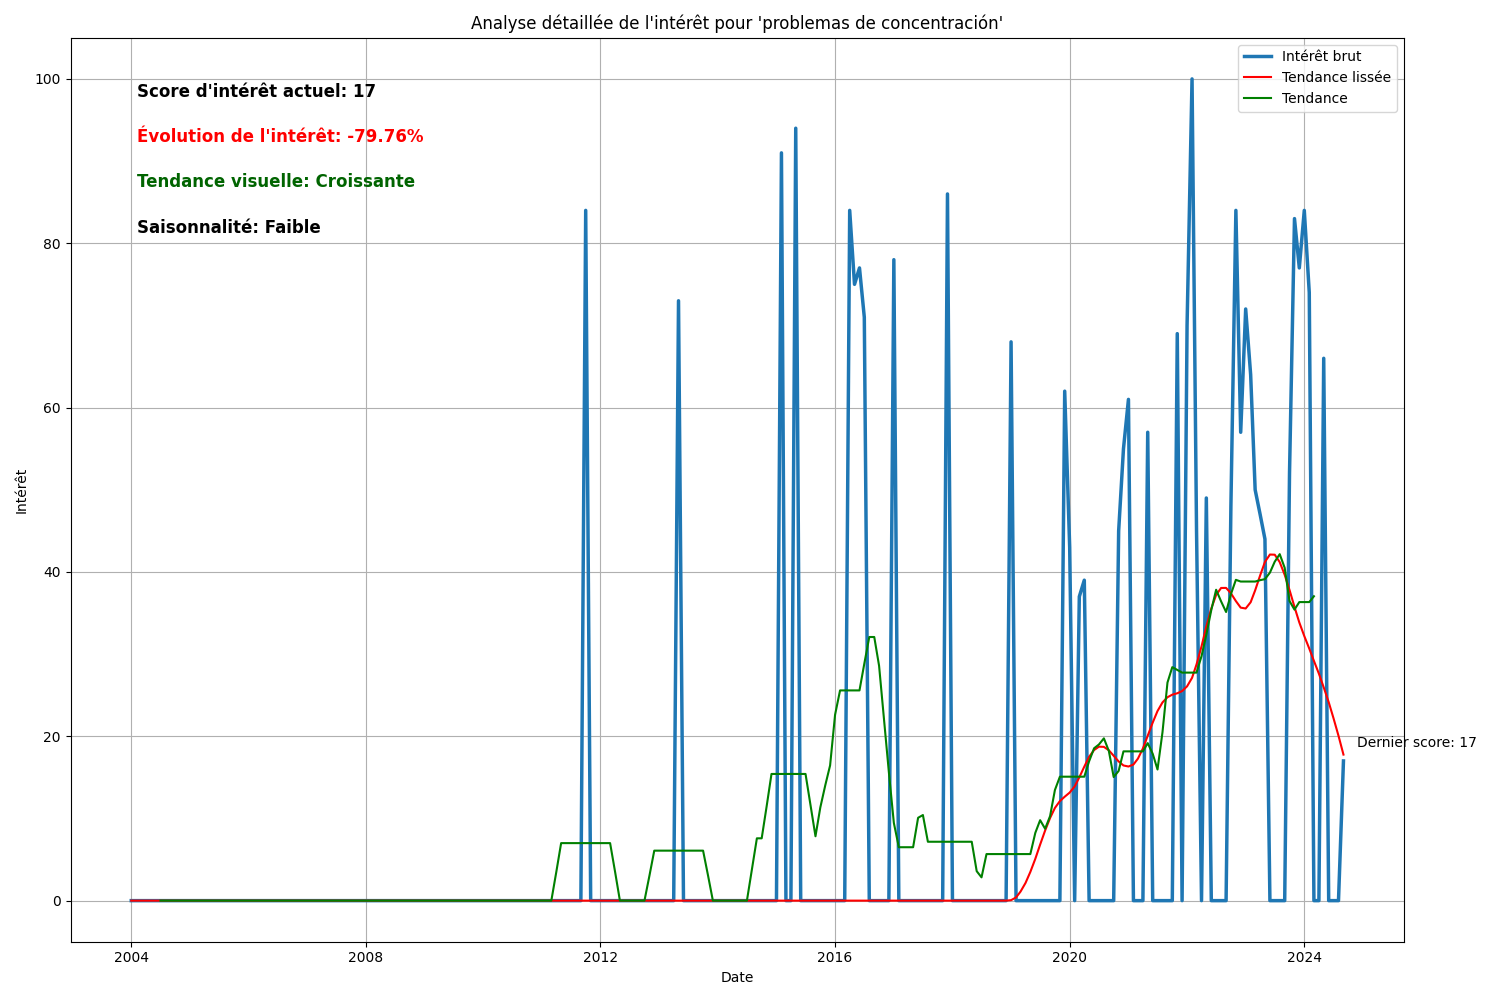 Analyse détaillée de l'intérêt pour 'problemas de concentración'
Intérêt brut
Tendance lissée
Tendance
Score d'intérêt actuel: 17
Évolution de l'intérêt: -79.76%
Tendance visuelle: Croissante
Saisonnalité: Faible
100
80
60
40
20
0
Intérêt
Dernier score: 17
2004
2008
2012
2016
2020
2024
Date